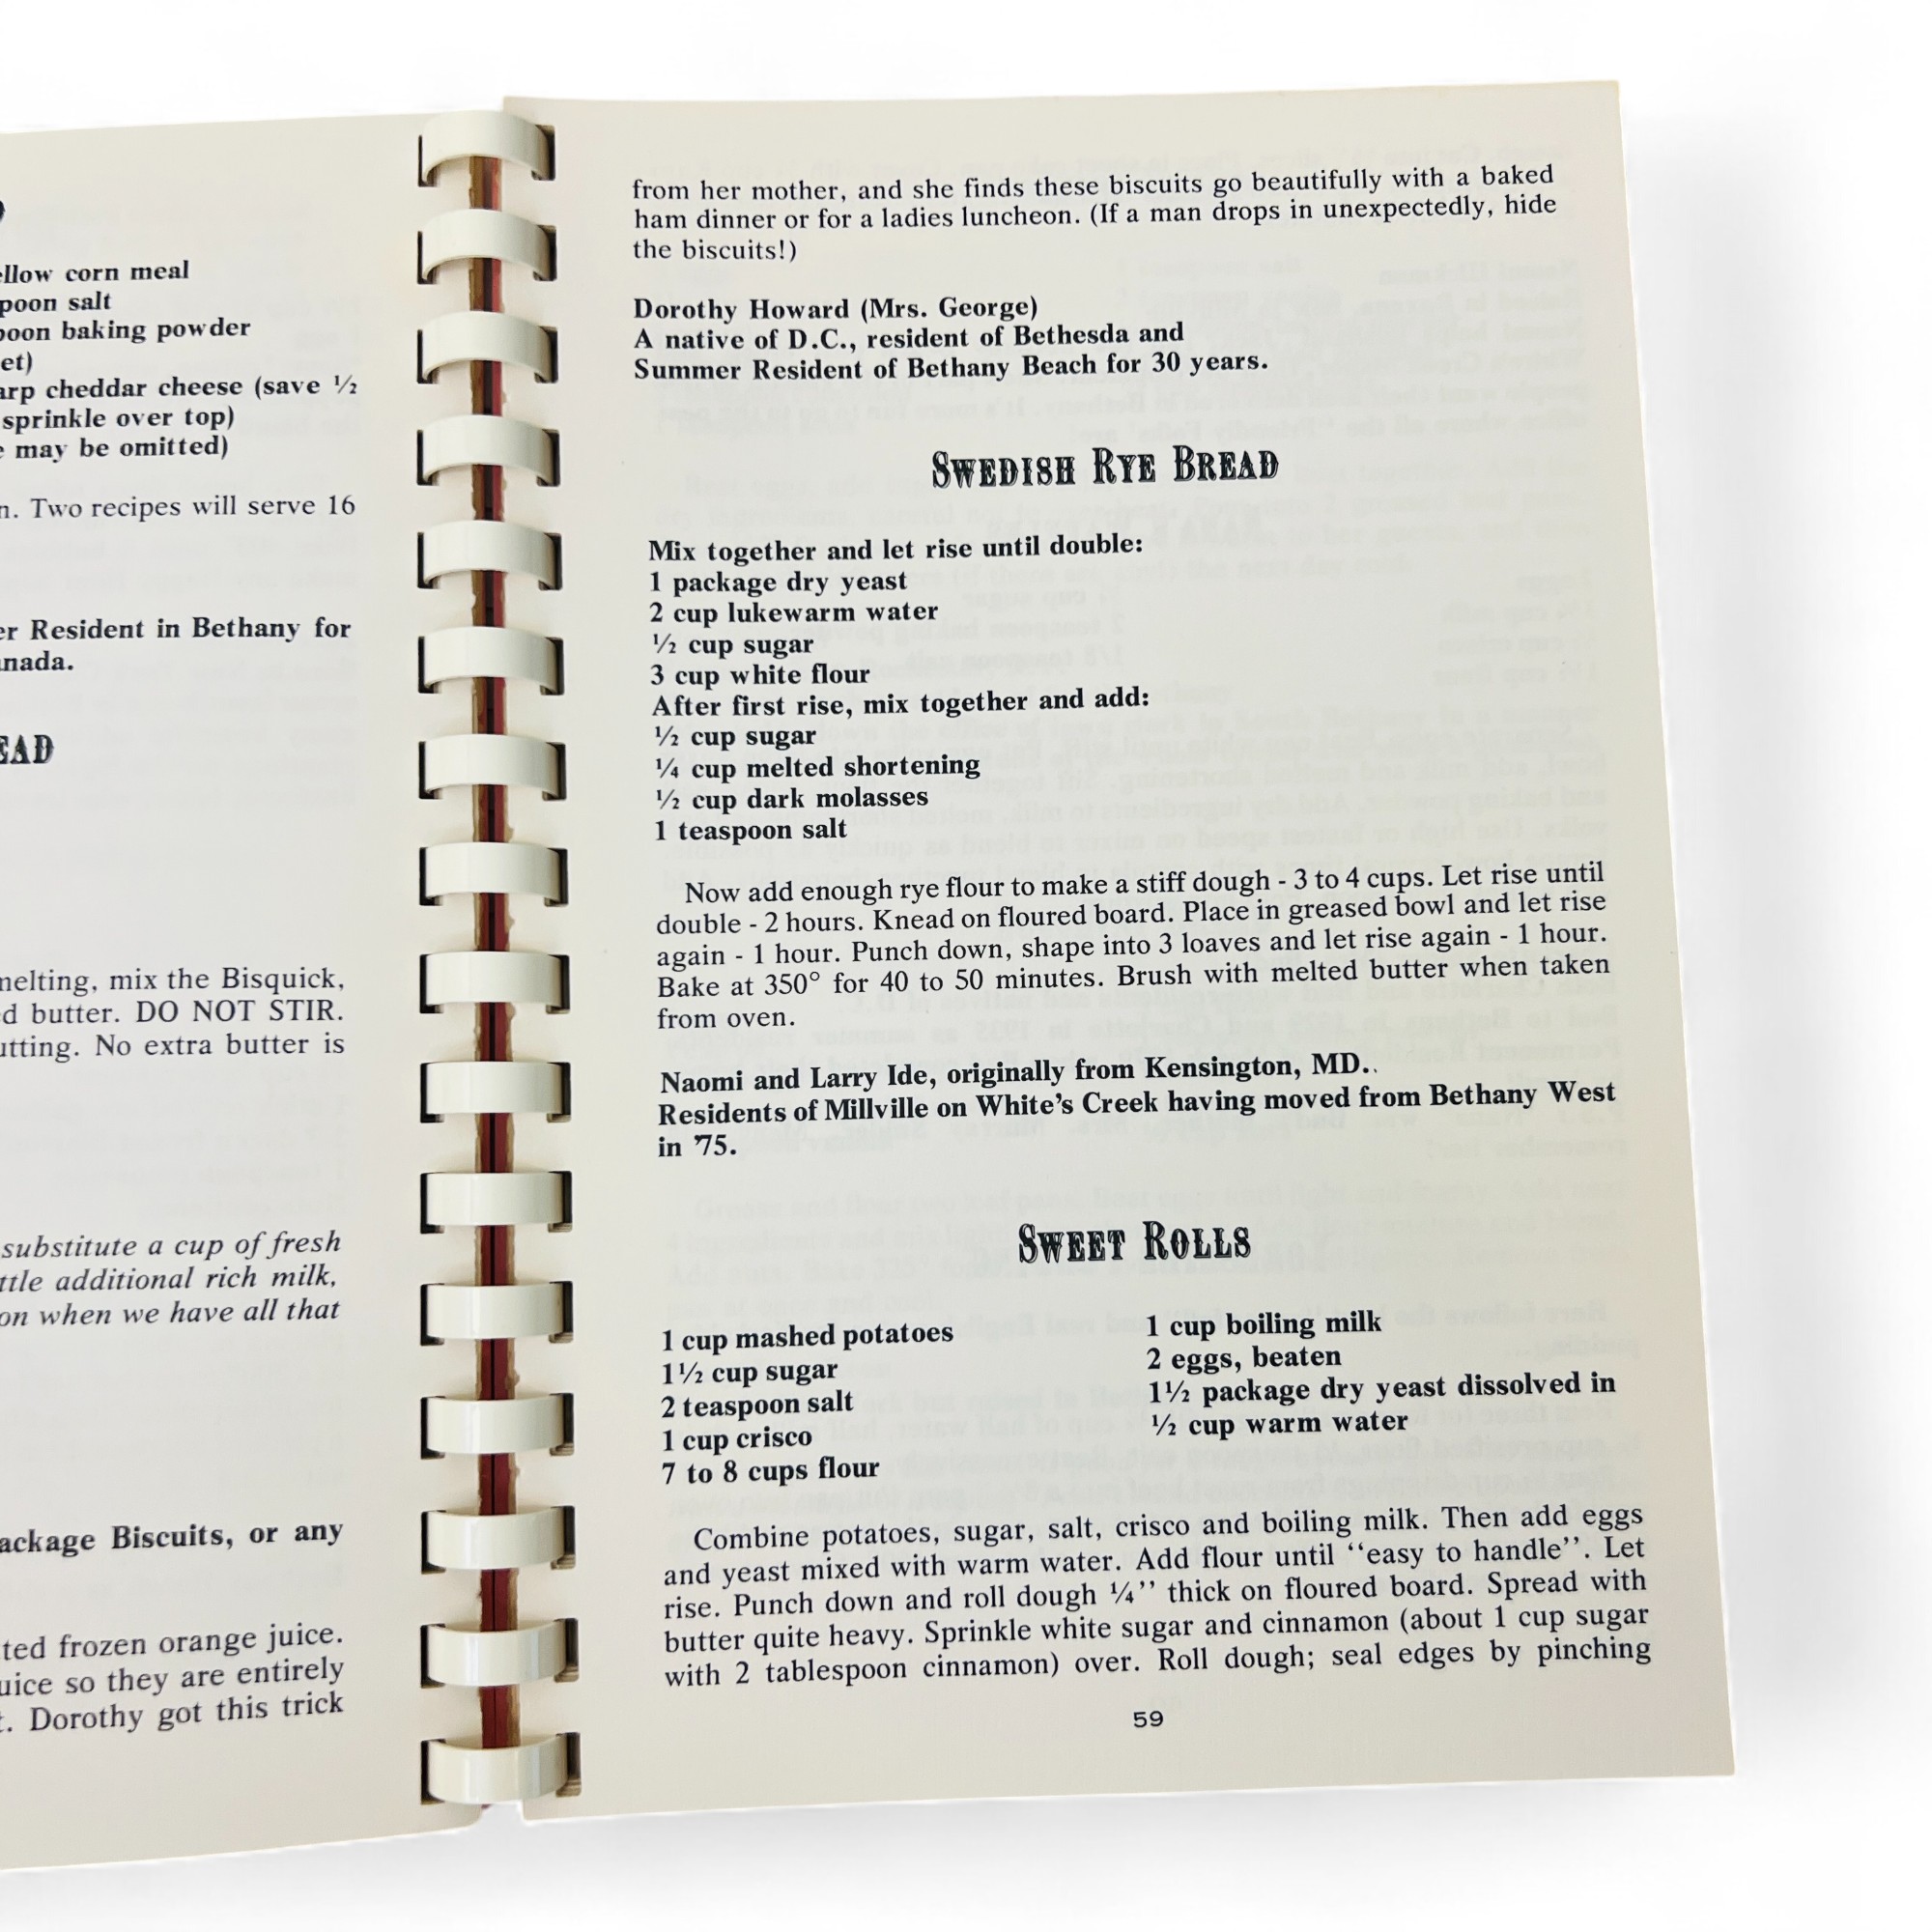 ellow corn meal
poon salt
poon baking powder
et)
arp cheddar cheese (save ½
sprinkle over top)
may be omitted)
n. Two recipes will serve 16
er Resident in Bethany for
anada.
EAD
melting, mix the Bisquick,
d butter. DO NOT STIR.
utting. No extra butter is
substitute a cup of fresh
ttle additional rich milk,
on when we have all that
ackage Biscuits, or any
ted frozen orange juice.
uice so they are entirely
t. Dorothy got this trick
from her mother, and she finds these biscuits go beautifully with a baked
ham dinner or for a ladies luncheon. (If a man drops in unexpectedly, hide
the biscuits!)
Dorothy Howard (Mrs. George)
A native of D.C., resident of Bethesda and
Summer Resident of Bethany Beach for 30 years.
SWEDISH RYE BREAD
Mix together and let rise until double:
1 package dry yeast
2 cup lukewarm water
½ cup sugar
3 cup white flour
After first rise, mix together and add:
½ cup sugar
¼ cup melted shortening
½ cup dark molasses
1 teaspoon salt
Now add enough rye flour to make a stiff dough - 3 to 4 cups. Let rise until
double - 2 hours. Knead on floured board. Place in greased bowl and let rise
again - 1 hour. Punch down, shape into 3 loaves and let rise again - 1 hour.
Bake at 350° for 40 to 50 minutes. Brush with melted butter when taken
from oven.
Naomi and Larry Ide, originally from Kensington, MD..
Residents of Millville on White's Creek having moved from Bethany West
in '75.
SWEET ROLLS
1 cup mashed potatoes
1½ cup sugar
2 teaspoon salt
1 cup crisco
7 to 8 cups flour
1 cup boiling milk
2 eggs, beaten
1½ package dry yeast dissolved in
½ cup warm water
Combine potatoes, sugar, salt, crisco and boiling milk. Then add eggs
and yeast mixed with warm water. Add flour until ‘‘easy to handle’’. Let
rise. Punch down and roll dough ¼’’ thick on floured board. Spread with
butter quite heavy. Sprinkle white sugar and cinnamon (about 1 cup sugar
with 2 tablespoon cinnamon) over. Roll dough; seal edges by pinching
59